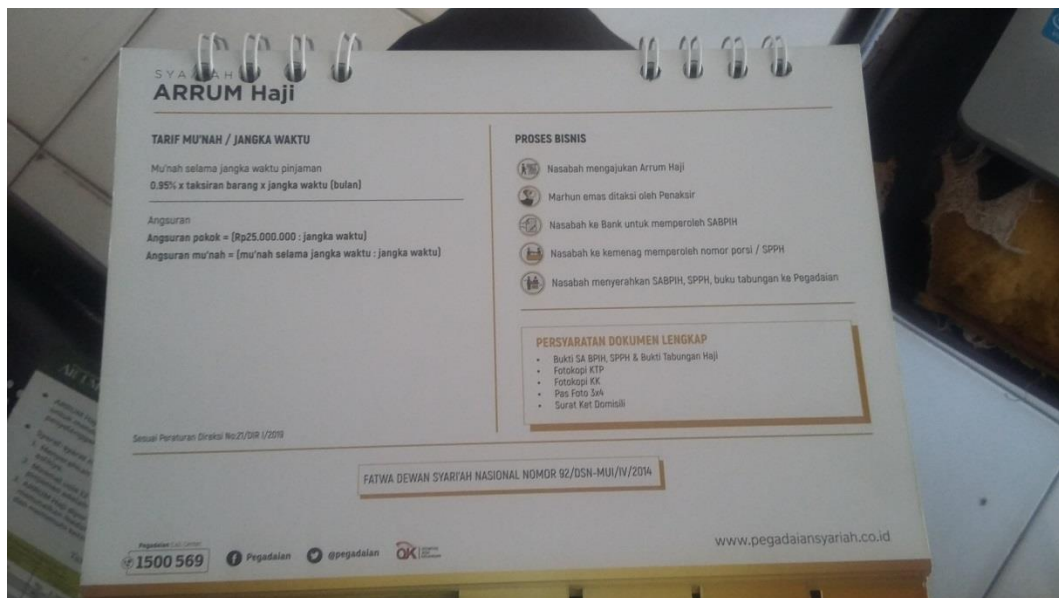 ARRUM Haji
TARIF MU'NAH / JANGKA WAKTU
Mu'nah selama jangka waktu pinjaman
0.95% x taksiran barang x jangka waktu (bulan)
Angsuran
Angsuran pokok = (Rp25.000.000 : jangka waktu)
Angsuran mu'nah = (mu'nah selama jangka waktu : jangka waktu)
Sesuai Peraturan Direksi No:21/DIR I/2019
PROSES BISNIS
Nasabah mengajukan Arrum Haji
Marhun emas ditaksi oleh Penaksir
Nasabah ke Bank untuk memperoleh SABPIH
Nasabah ke kemenag memperoleh nomor porsi / SPPH
Nasabah menyerahkan SABPIH, SPPH, buku tabungan ke Pegadaian
PERSYARATAN DOKUMEN LENGKAP
• Bukti SA BPIH, SPPH & Bukti Tabungan Haji
• Fotokopi KTP
• Fotokopi KK
• Pas Foto 3x4
• Surat Ket Domisili
FATWA DEWAN SYARI'AH NASIONAL NOMOR 92/DSN-MUI/IV/2014
Pegadaian Call Center
1500 569
Pegadaian
@pegadaian
www.pegadaiansyariah.co.id